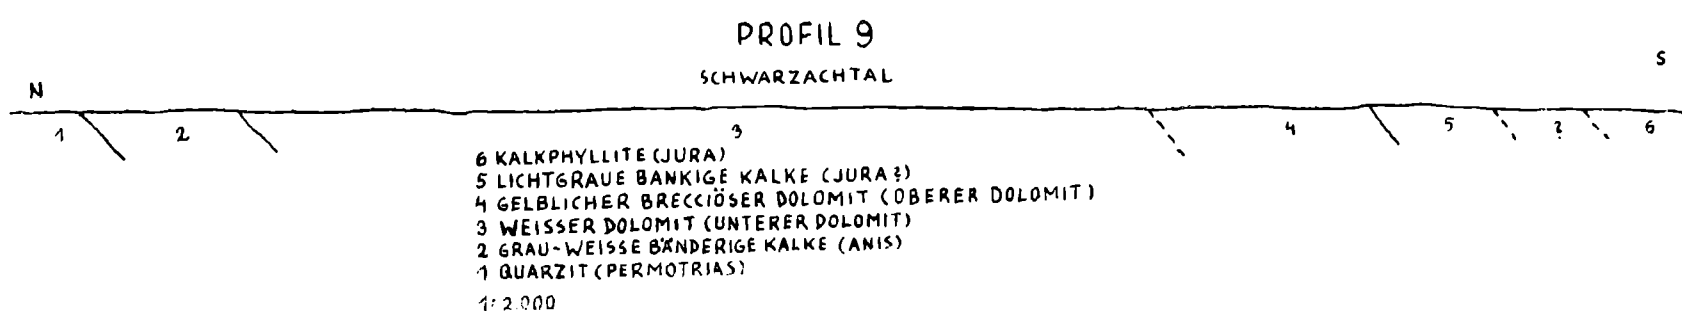 PROFIL 9
SCHWARZACHTAL
N S
1 2 3 4 5 ? 6
6 KALKPHYLLITE (JURA)
5 LICHTGRAUE BANKIGE KALKE (JURA?)
4 GELBLICHER BRECCIÖSER DOLOMIT (OBERER DOLOMIT)
3 WEISSER DOLOMIT (UNTERER DOLOMIT)
2 GRAU-WEISSE BÄNDERIGE KALKE (ANIS)
1 QUARZIT (PERMOTRIAS)
1:2.000